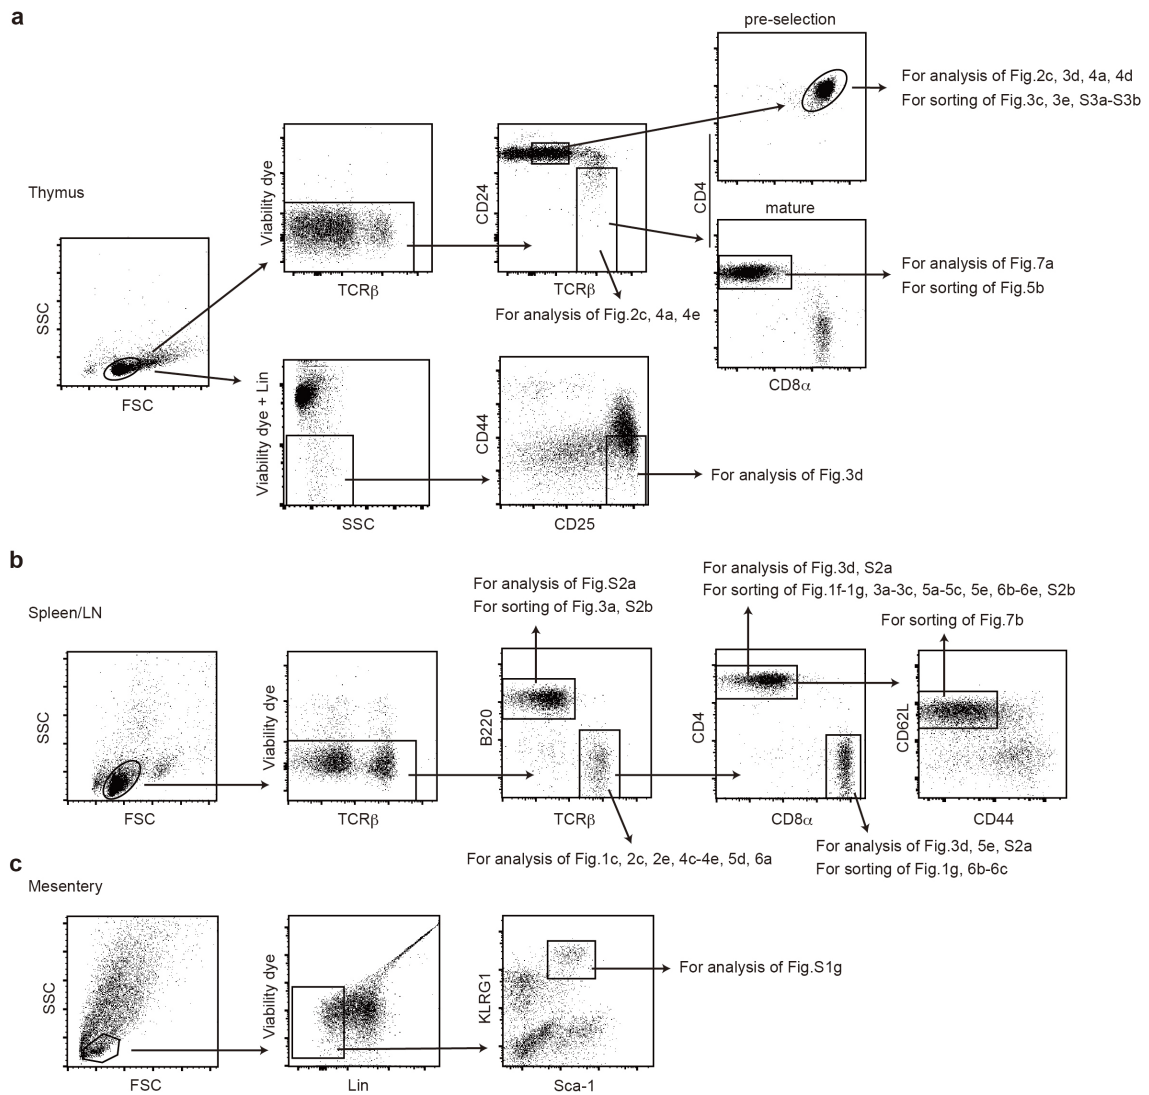 a
pre-selection
For analysis of Fig.2c, 3d, 4a, 4d
For sorting of Fig.3c, 3e, S3a-S3b
Thymus
Viability dye
TCRβ
CD24
TCRβ
CD4
mature
For analysis of Fig.7a
For sorting of Fig.5b
CD8α
SSC
FSC
For analysis of Fig.2c, 4a, 4e
Viability dye + Lin
SSC
CD44
CD25
For analysis of Fig.3d
b
Spleen/LN
For analysis of Fig.S2a
For sorting of Fig.3a, S2b
For analysis of Fig.3d, S2a
For sorting of Fig.1f-1g, 3a-3c, 5a-5c, 5e, 6b-6e, S2b
For sorting of Fig.7b
SSC
FSC
Viability dye
TCRβ
B220
TCRβ
CD4
CD8α
CD62L
CD44
For analysis of Fig.1c, 2c, 2e, 4c-4e, 5d, 6a
For analysis of Fig.3d, 5e, S2a
For sorting of Fig.1g, 6b-6c
c
Mesentery
SSC
FSC
Viability dye
Lin
KLRG1
Sca-1
For analysis of Fig.S1g